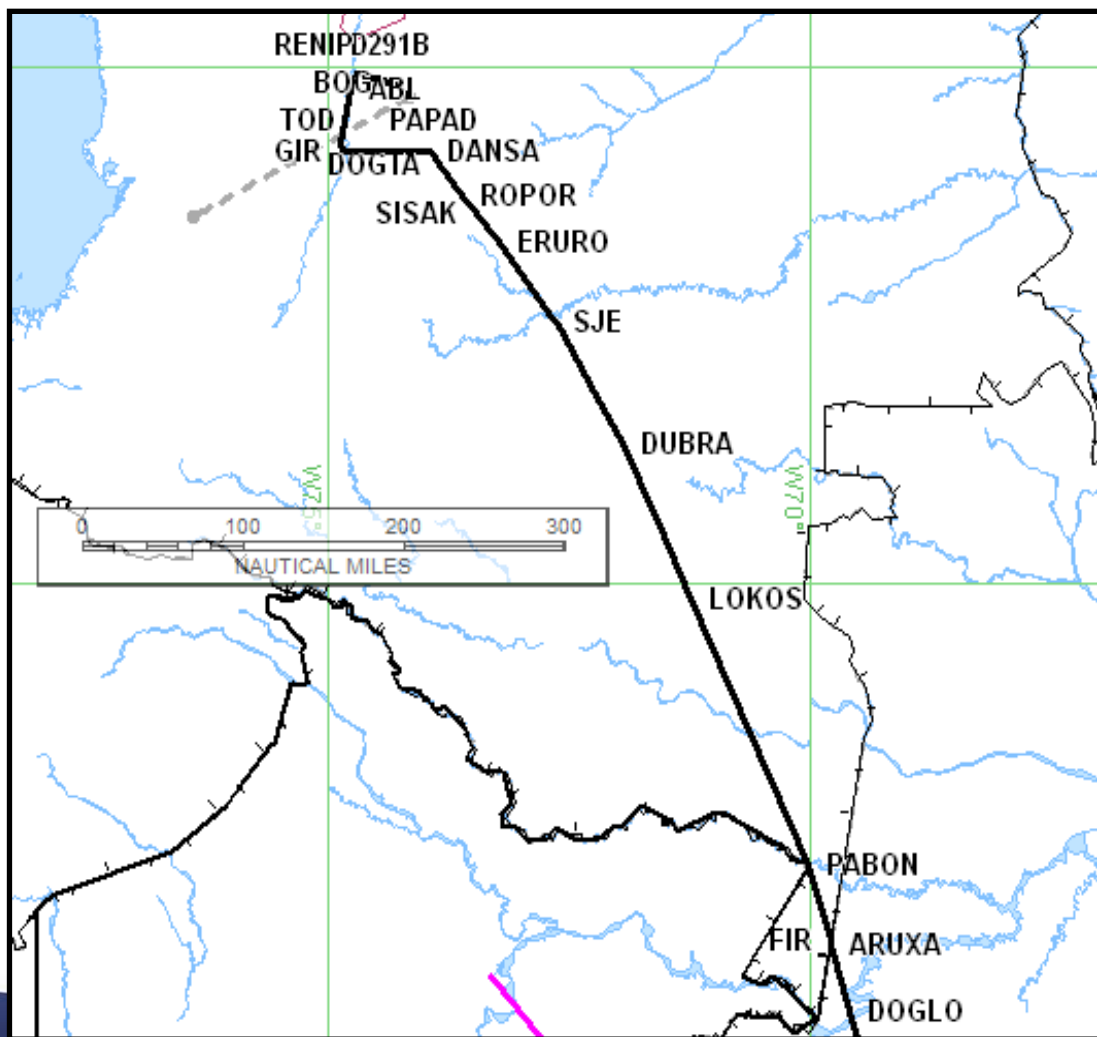 RENIPD291B
BOG
ABL
TOD
PAPAD
GIR
DOGTA
DANSA
SISAK
ROPOR
ERURO
SJE
DUBRA
W75°
W70°
0 100 200 300
NAUTICAL MILES
LOKOS
PABON
FIR
ARUXA
DOGLO